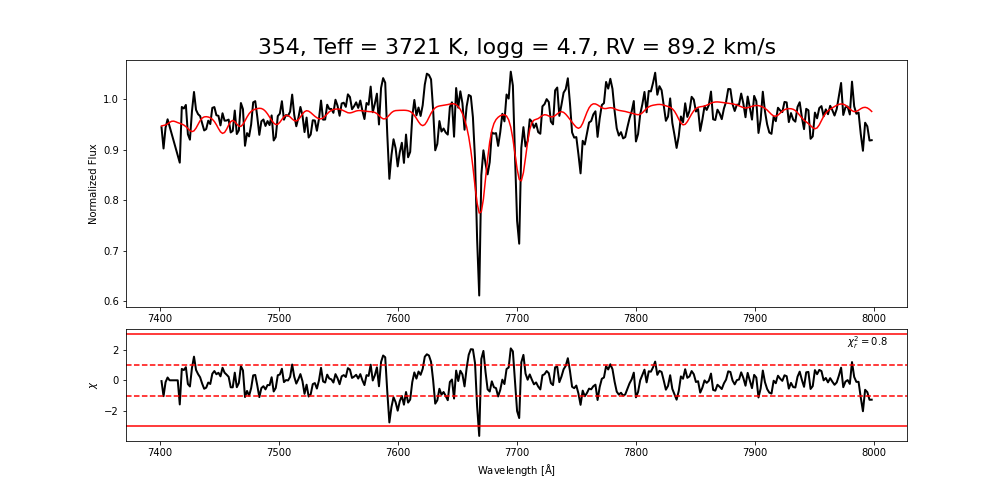 354, Teff = 3721 K, logg = 4.7, RV = 89.2 km/s
Normalized Flux
1.0
0.9
0.8
0.7
0.6
7400 7500 7600 7700 7800 7900 8000
χ
2
0
−2
χ²ᵣ = 0.8
7400 7500 7600 7700 7800 7900 8000
Wavelength [Å]